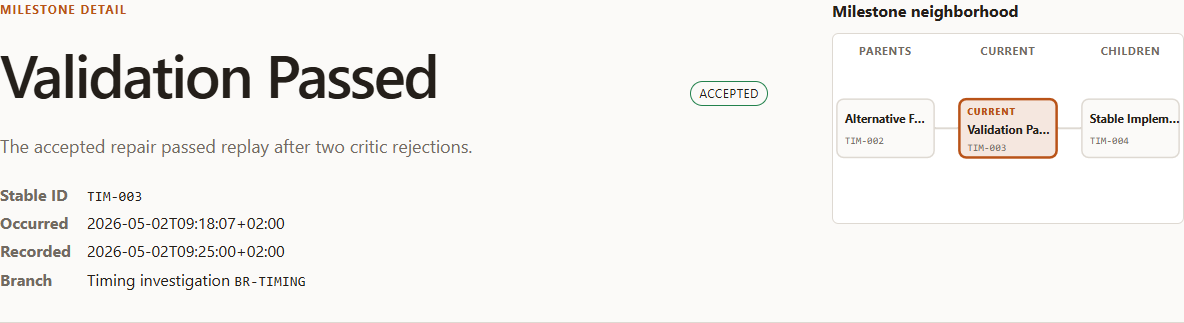 MILESTONE DETAIL
Validation Passed
ACCEPTED
The accepted repair passed replay after two critic rejections.
Stable ID TIM-003
Occurred 2026-05-02T09:18:07+02:00
Recorded 2026-05-02T09:25:00+02:00
Branch Timing investigation BR-TIMING
Milestone neighborhood
PARENTS CURRENT CHILDREN
Alternative F...
TIM-002
CURRENT
Validation Pa...
TIM-003
Stable Implem...
TIM-004